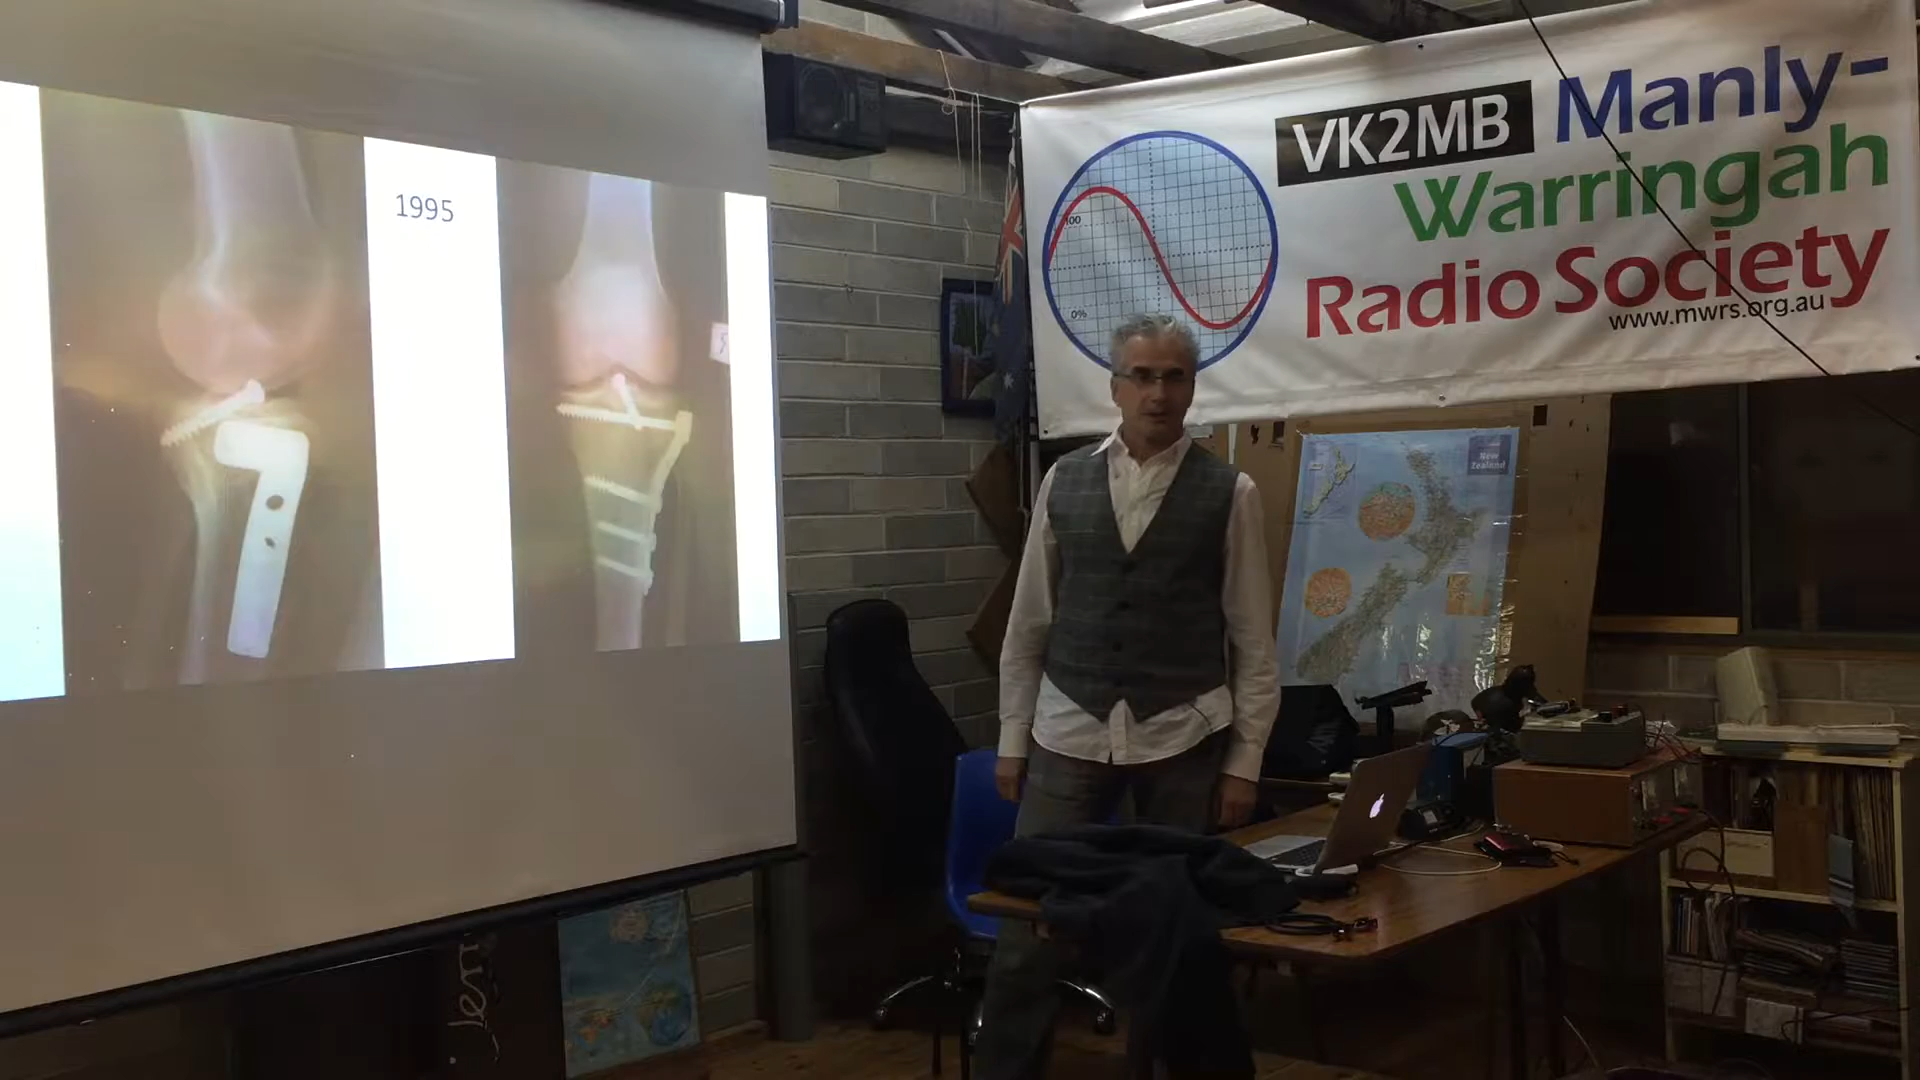 1995
VK2MB Manly-
Warringah
Radio Society
www.mwrs.org.au
100
0%
New
Zealand